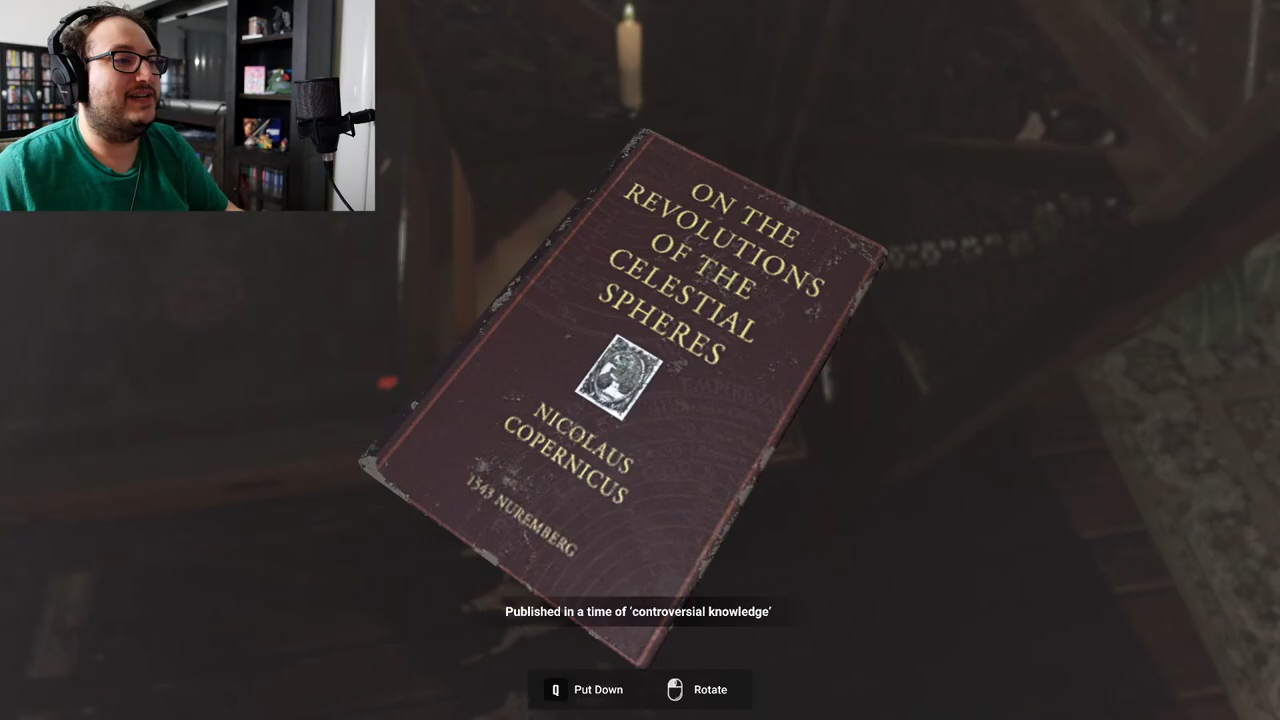 ON THE
REVOLUTIONS
OF THE
CELESTIAL
SPHERES
NICOLAUS
COPERNICUS
1543 NUREMBERG
Published in a time of ‘controversial knowledge’
Q Put Down
Rotate